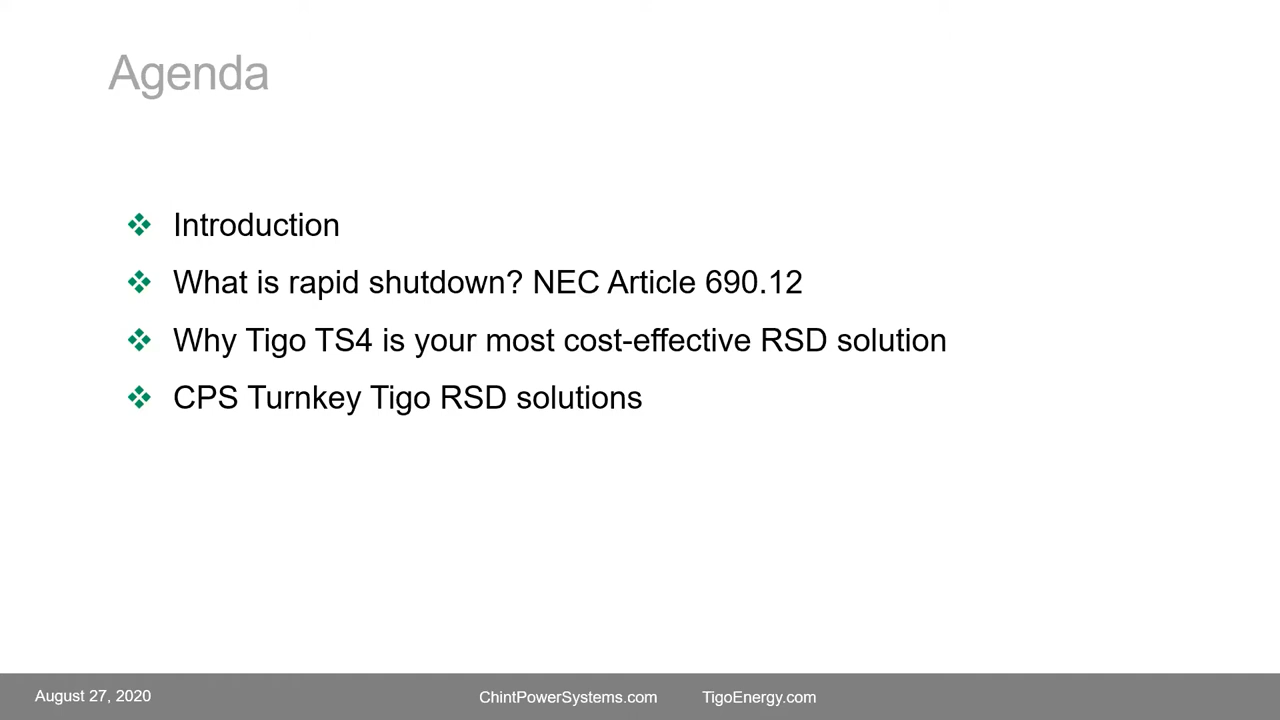 Agenda
Introduction
What is rapid shutdown? NEC Article 690.12
Why Tigo TS4 is your most cost-effective RSD solution
CPS Turnkey Tigo RSD solutions
August 27, 2020
ChintPowerSystems.com
TigoEnergy.com